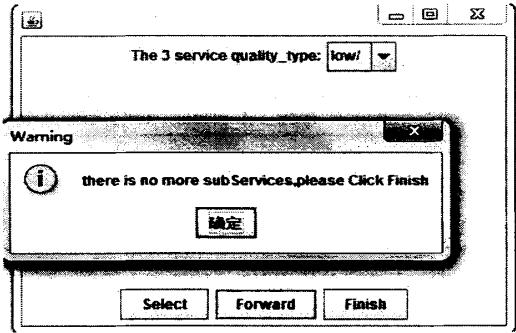 The 3 service quality_type: low/
Warning
there is no more subServices,please Click Finish
确定
Select Forward Finish